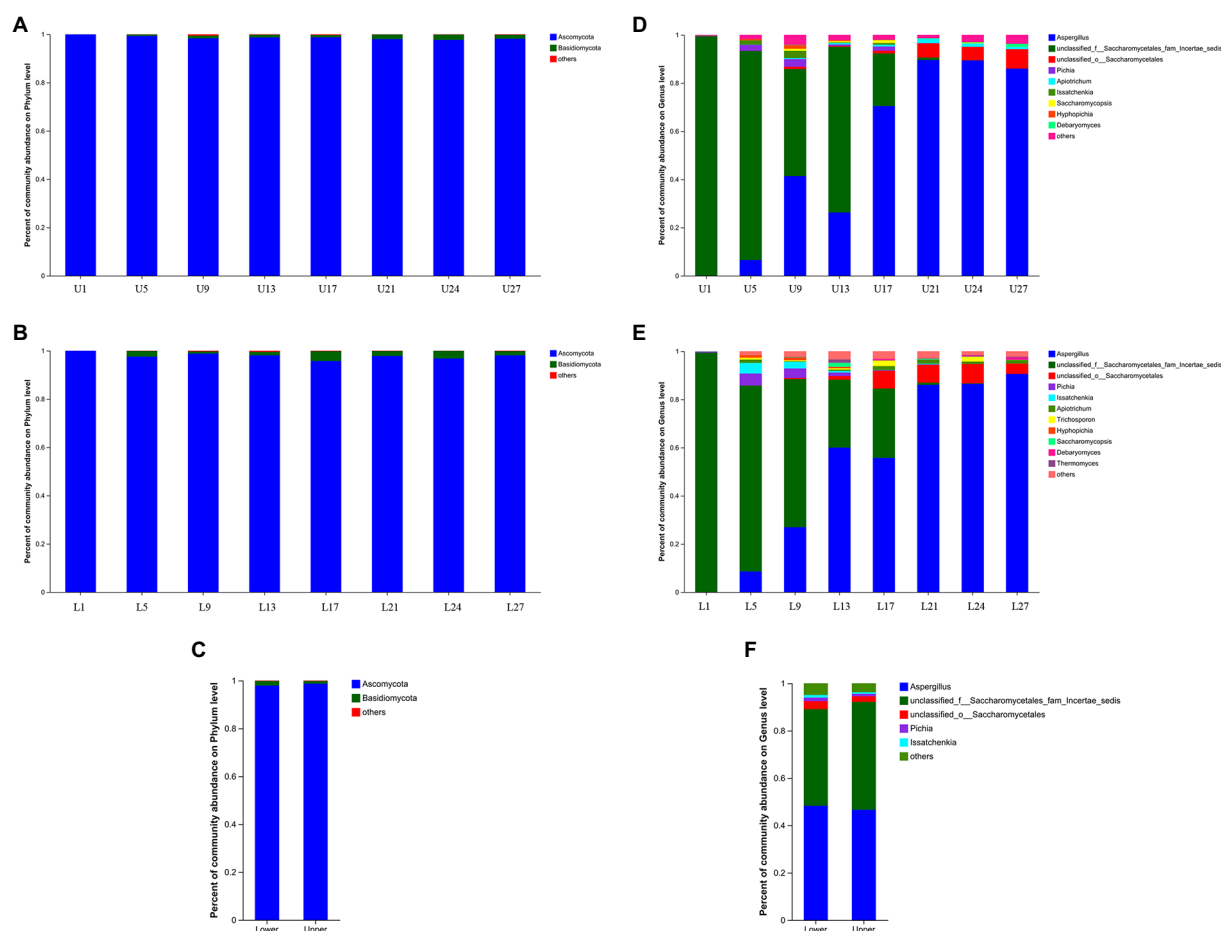 A
Percent of community abundance on Phylum level
1
0.8
0.6
0.4
0.2
0
U1 U5 U9 U13 U17 U21 U24 U27
Ascomycota
Basidiomycota
others
D
Percent of community abundance on Genus level
1
0.8
0.6
0.4
0.2
0
U1 U5 U9 U13 U17 U21 U24 U27
Aspergillus
unclassified_f__Saccharomycetales_fam_Incertae_sedis
unclassified_o__Saccharomycetales
Pichia
Apiotrichum
Issatchenkia
Saccharomycopsis
Hyphopichia
Debaryomyces
others
B
Percent of community abundance on Phylum level
1
0.8
0.6
0.4
0.2
0
L1 L5 L9 L13 L17 L21 L24 L27
Ascomycota
Basidiomycota
others
E
Percent of community abundance on Genus level
1
0.8
0.6
0.4
0.2
0
L1 L5 L9 L13 L17 L21 L24 L27
Aspergillus
unclassified_f__Saccharomycetales_fam_Incertae_sedis
unclassified_o__Saccharomycetales
Pichia
Issatchenkia
Apiotrichum
Trichosporon
Hyphopichia
Saccharomycopsis
Debaryomyces
Thermomyces
others
C
Percent of community abundance on Phylum level
1
0.8
0.6
0.4
0.2
0
Lower Upper
Ascomycota
Basidiomycota
others
F
Percent of community abundance on Genus level
1
0.8
0.6
0.4
0.2
0
Lower Upper
Aspergillus
unclassified_f__Saccharomycetales_fam_Incertae_sedis
unclassified_o__Saccharomycetales
Pichia
Issatchenkia
others